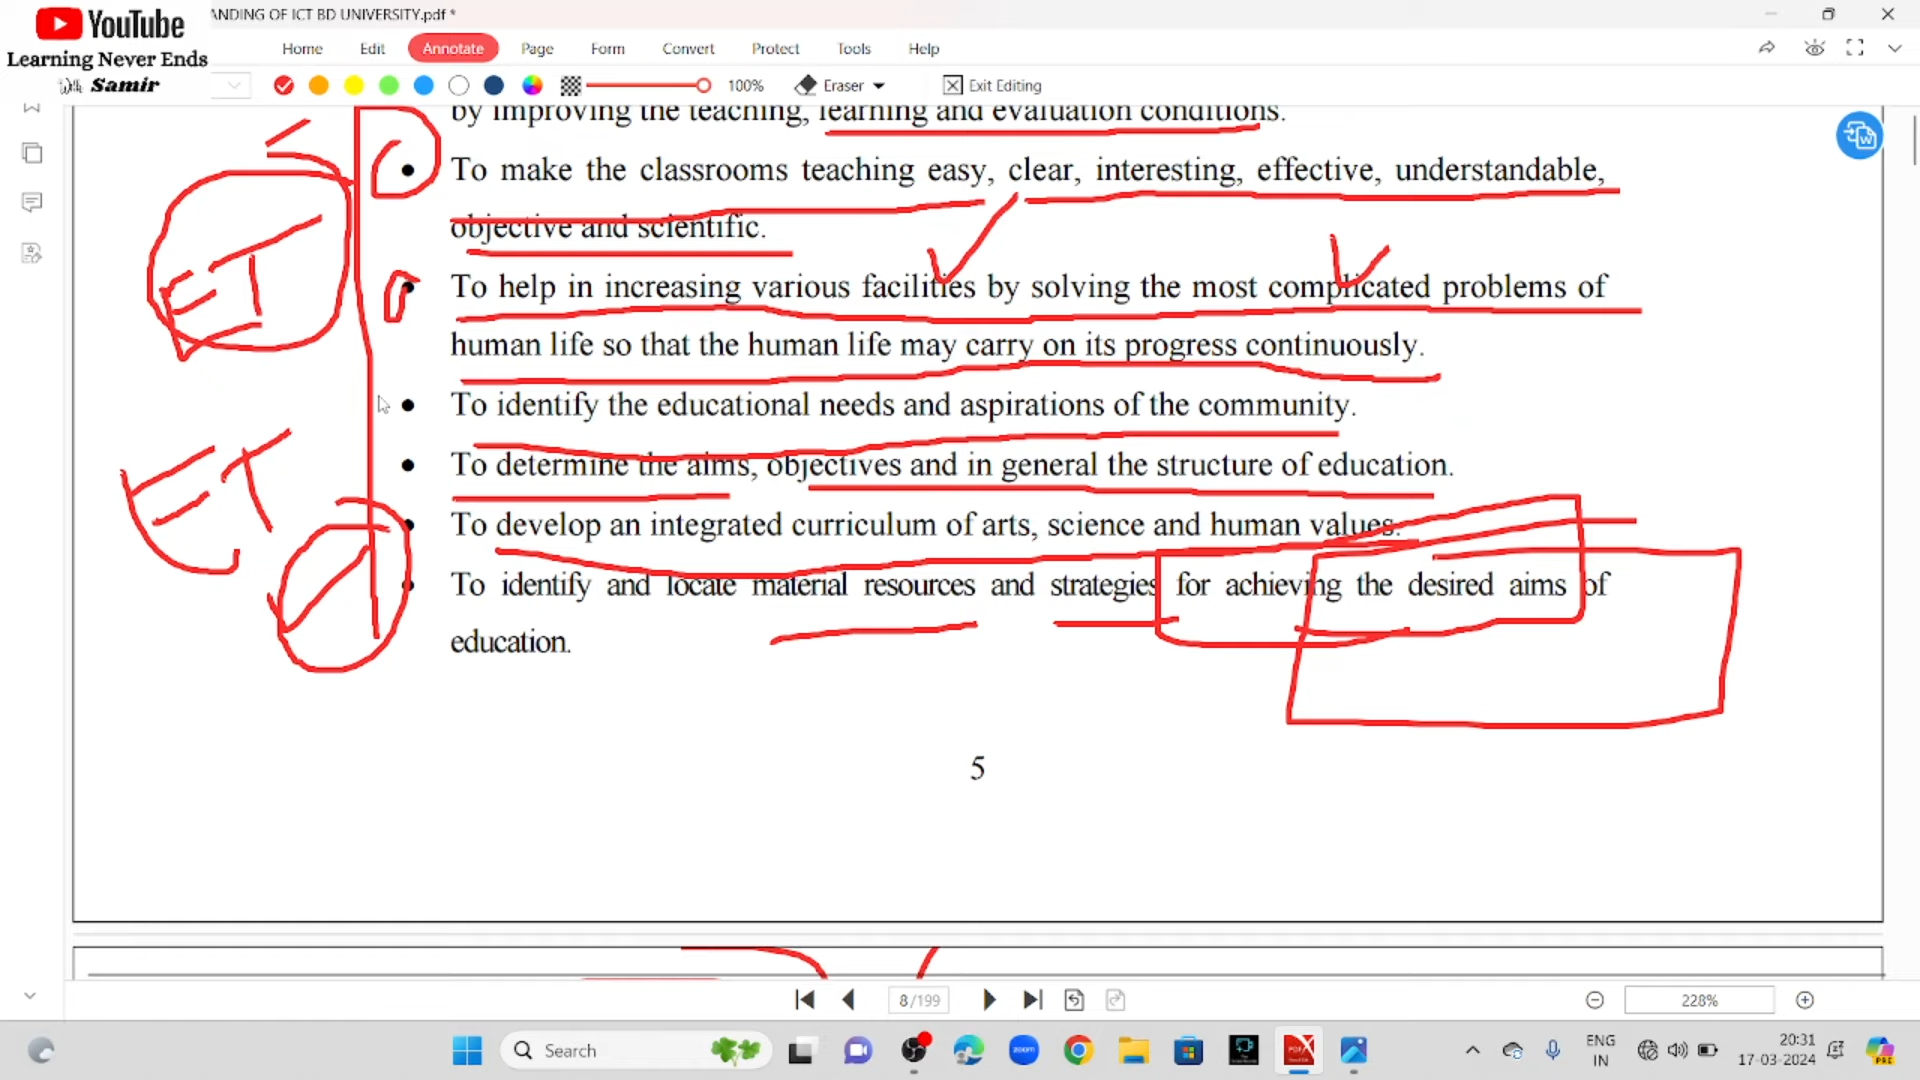 YouTube
ANDING OF ICT BD UNIVERSITY.pdf *
Learning Never Ends
With Samir
Home Edit Annotate Page Form Convert Protect Tools Help
100% Eraser Exit Editing
by improving the teaching, learning and evaluation conditions.
• To make the classrooms teaching easy, clear, interesting, effective, understandable,
objective and scientific.
• To help in increasing various facilities by solving the most complicated problems of
human life so that the human life may carry on its progress continuously.
• To identify the educational needs and aspirations of the community.
• To determine the aims, objectives and in general the structure of education.
• To develop an integrated curriculum of arts, science and human values.
• To identify and locate material resources and strategies for achieving the desired aims of
education.
ET
ET
5
8 /199
228%
Search
zoom
ENG
IN
20:31
17-03-2024
PRE